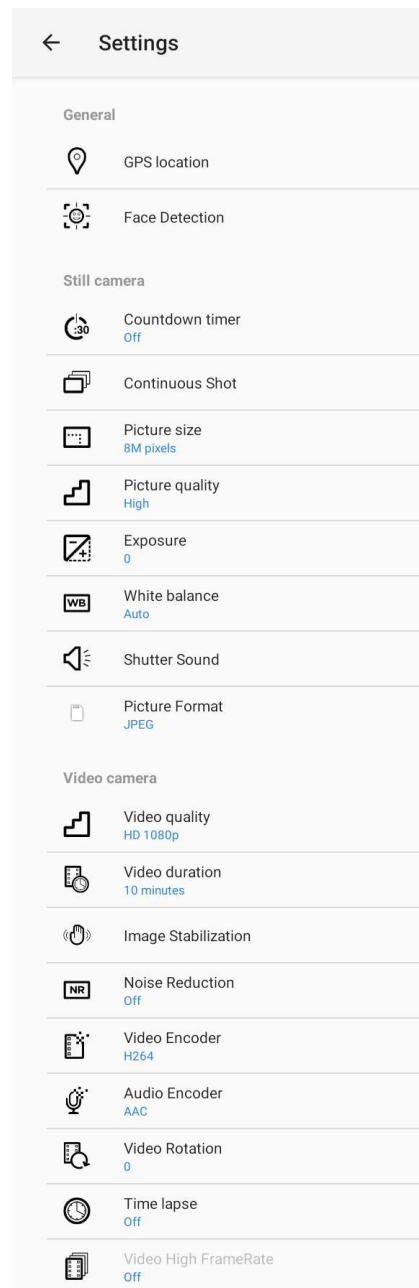 Settings
General
GPS location
Face Detection
Still camera
:30
Countdown timer
Off
Continuous Shot
Picture size
8M pixels
Picture quality
High
Exposure
0
WB
White balance
Auto
Shutter Sound
Picture Format
JPEG
Video camera
Video quality
HD 1080p
Video duration
10 minutes
Image Stabilization
NR
Noise Reduction
Off
Video Encoder
H264
Audio Encoder
AAC
Video Rotation
0
Time lapse
Off
Video High FrameRate
Off